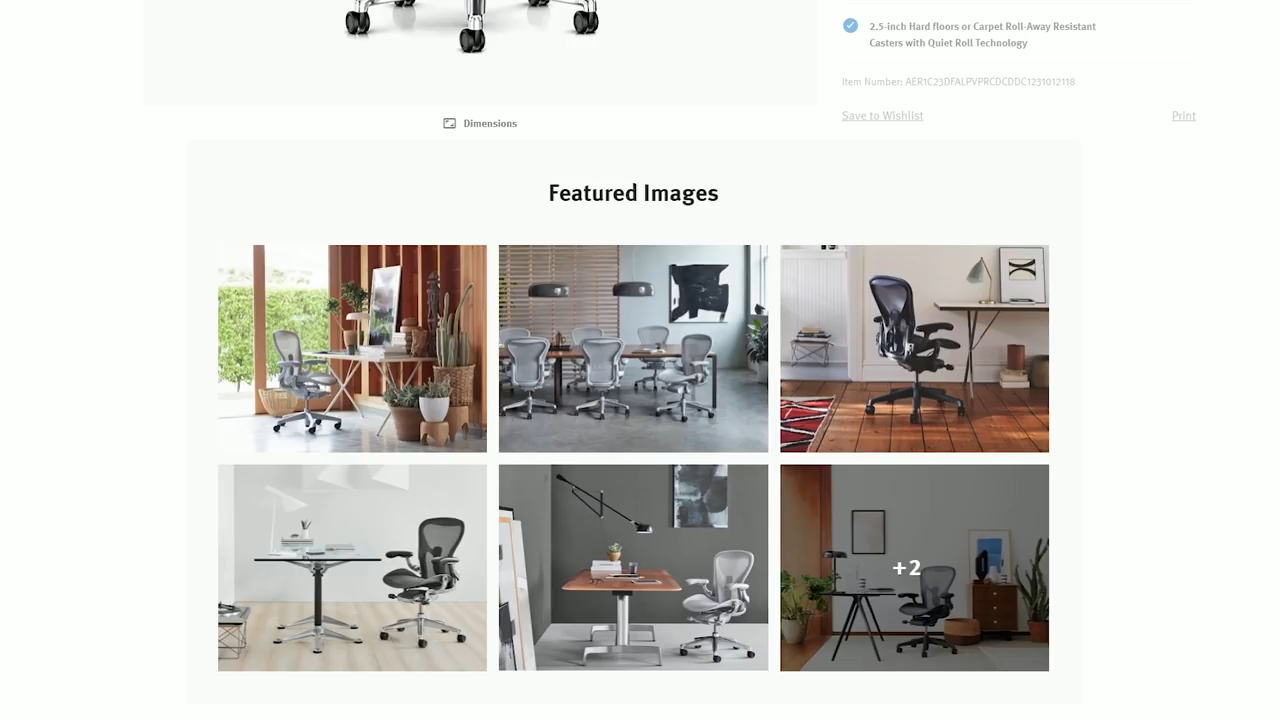 2.5-inch Hard floors or Carpet Roll-Away Resistant
Casters with Quiet Roll Technology
Item Number: AER1C23DFALPVPRCDCDDC1231012118
Save to Wishlist
Print
Dimensions
Featured Images
+2